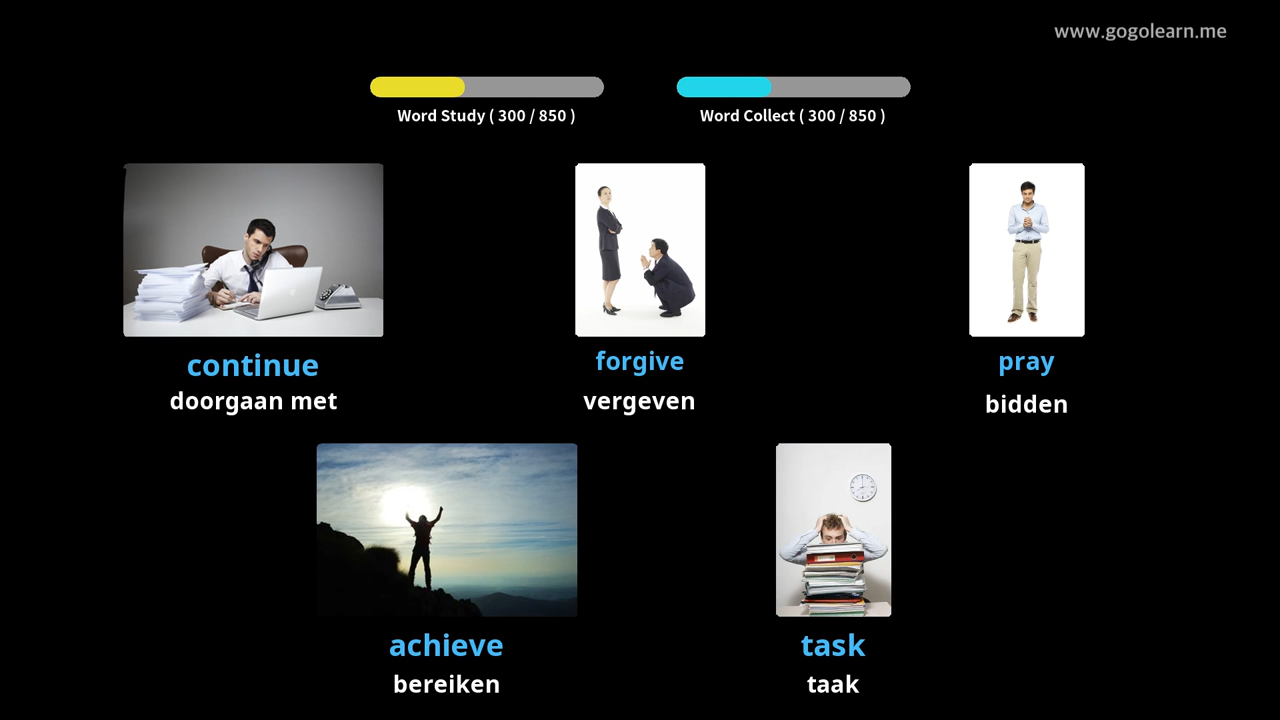 www.gogolearn.me
Word Study ( 300 / 850 )
Word Collect ( 300 / 850 )
continue
doorgaan met
forgive
vergeven
pray
bidden
achieve
bereiken
task
taak